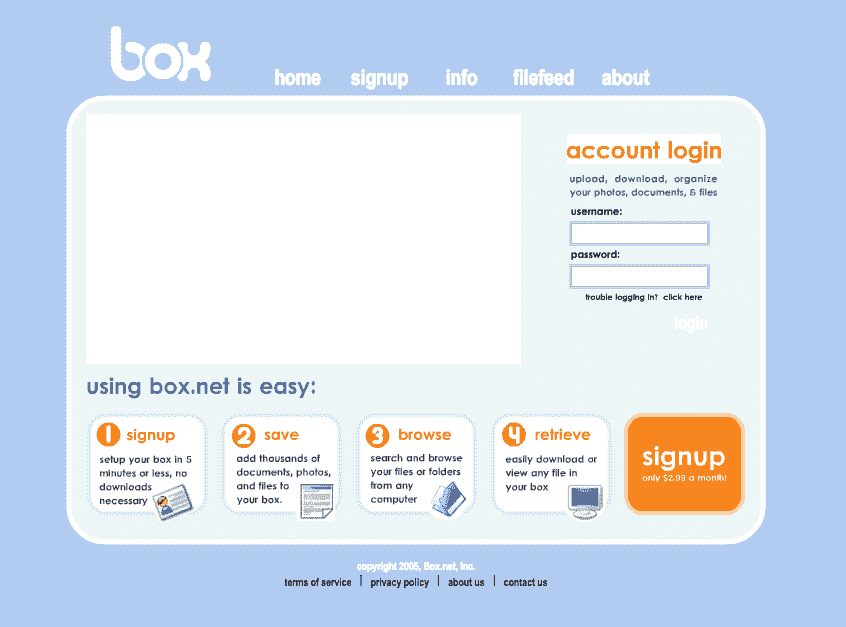 box
home signup info filefeed about
account login
upload, download, organize
your photos, documents, & files
username:
password:
trouble logging in? click here
login
using box.net is easy:
1 signup
setup your box in 5
minutes or less, no
downloads
necessary
2 save
add thousands of
documents, photos,
and files to
your box.
3 browse
search and browse
your files or folders
from any
computer
4 retrieve
easily download or
view any file in
your box
signup
only $2.99 a month!
copyright 2005, Box.net, Inc.
terms of service | privacy policy | about us | contact us